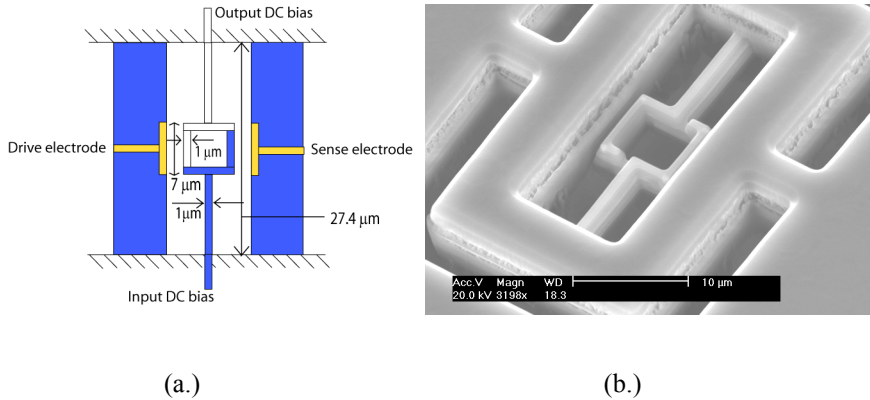 Output DC bias
Drive electrode
1 μm
Sense electrode
7 μm
1μm
27.4 μm
Input DC bias
Acc.V Magn WD 10 μm
20.0 kV 3198x 18.3
(a.) (b.)